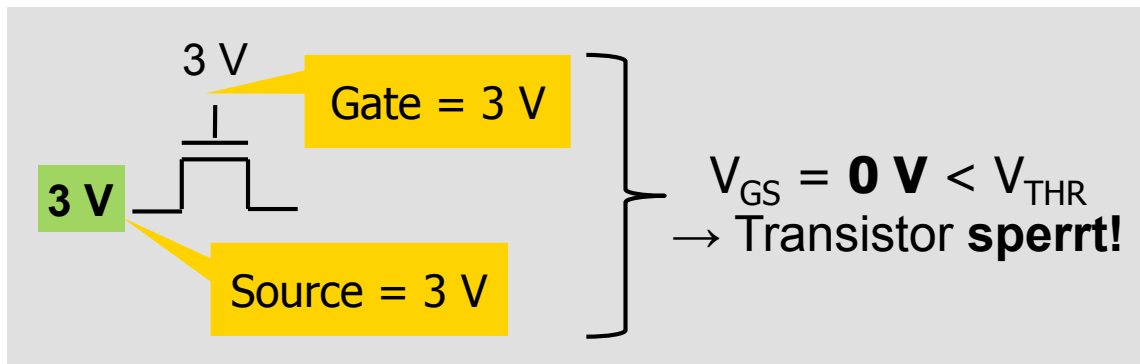 3 V
Gate = 3 V
3 V
Source = 3 V
V_GS = 0 V < V_THR
→ Transistor sperrt!